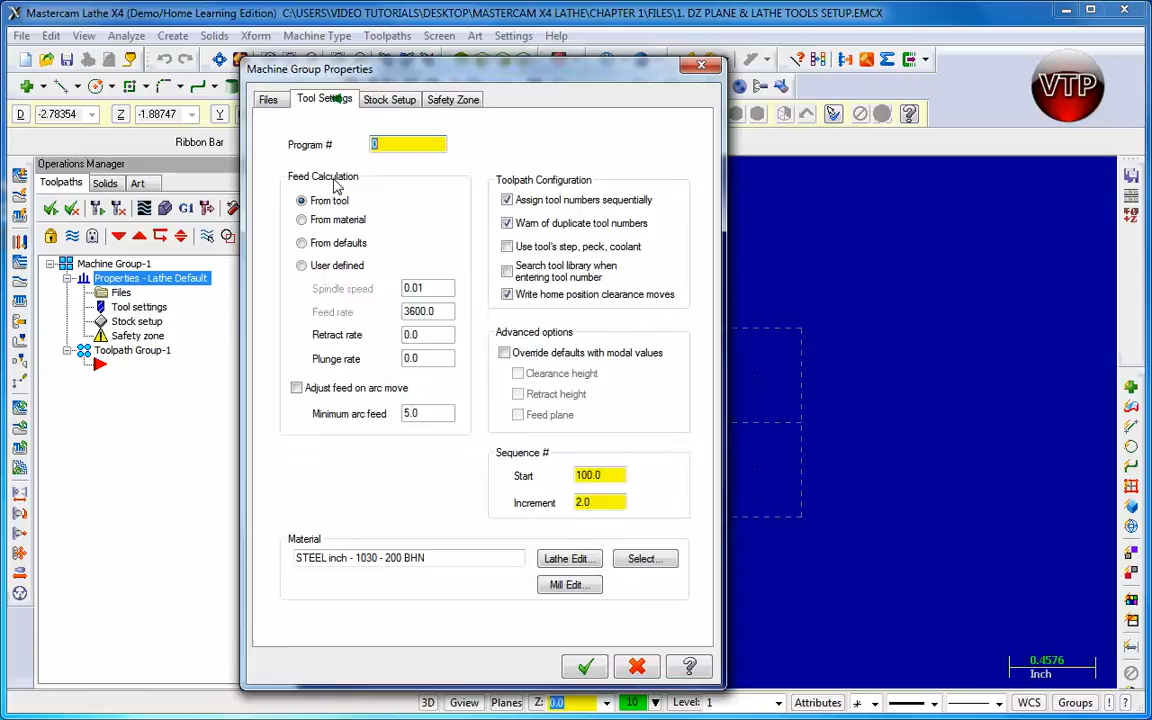 Mastercam Lathe X4 (Demo/Home Learning Edition) C:\USERS\VIDEO TUTORIALS\DESKTOP\MASTERCAM X4 LATHE\CHAPTER 1\FILES\1. DZ PLANE & LATHE TOOLS SETUP.EMCX
File Edit View Analyze Create Solids Xform Machine Type Toolpaths Screen Art Settings Help
Machine Group Properties
VTP
Files Tool Settings Stock Setup Safety Zone
D -2.78354 Z -1.88747 Y
Ribbon Bar
Program # 0
Operations Manager
Toolpaths Solids Art
Feed Calculation
Toolpath Configuration
From tool
Assign tool numbers sequentially
From material
Warn of duplicate tool numbers
G1
From defaults
Use tool's step, peck, coolant
User defined
Search tool library when
entering tool number
Machine Group-1
Properties - Lathe Default
Files
Tool settings
Stock setup
Safety zone
Toolpath Group-1
Spindle speed 0.01
Write home position clearance moves
Feed rate 3600.0
Retract rate 0.0
Advanced options
Override defaults with modal values
Plunge rate 0.0
Clearance height
Adjust feed on arc move
Retract height
Minimum arc feed 5.0
Feed plane
Sequence #
Start 100.0
Increment 2.0
Material
STEEL inch - 1030 - 200 BHN
Lathe Edit... Select...
Mill Edit...
0.4576
Inch
3D Gview Planes Z: 0.0 10 Level: 1 Attributes WCS Groups ! ?